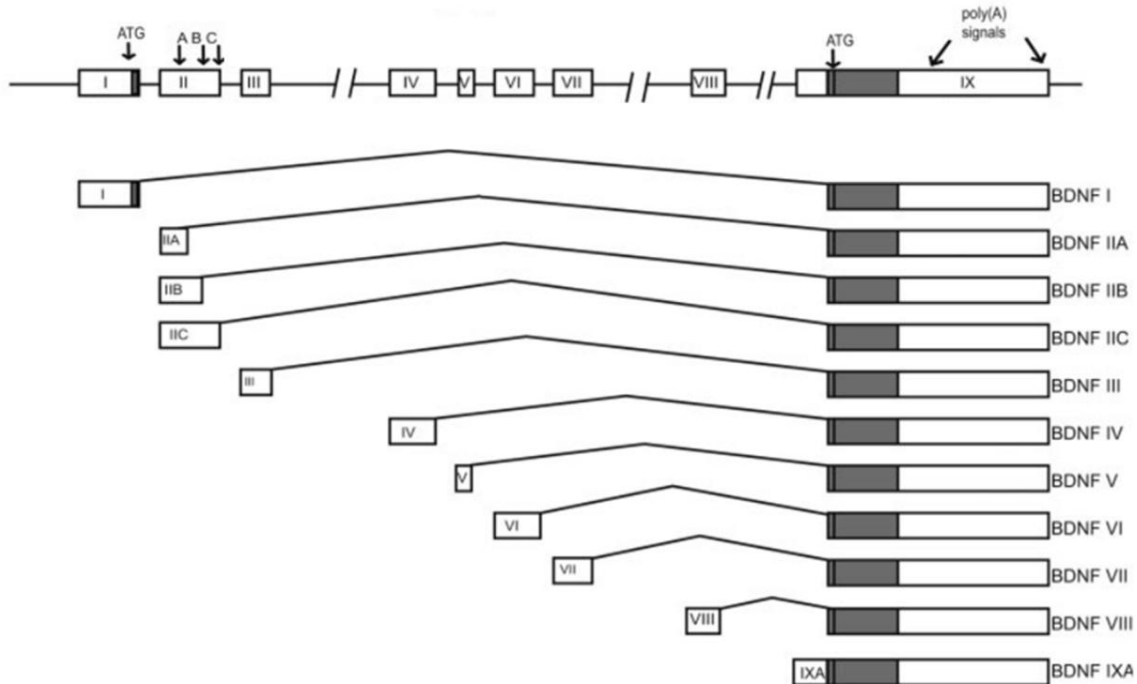 poly(A)
signals
ATG
A B C
ATG
I
II
III
IV
V
VI
VII
VIII
IX
I
BDNF I
IIA
BDNF IIA
IIB
BDNF IIB
IIC
BDNF IIC
III
BDNF III
IV
BDNF IV
V
BDNF V
VI
BDNF VI
VII
BDNF VII
VIII
BDNF VIII
IXA
BDNF IXA